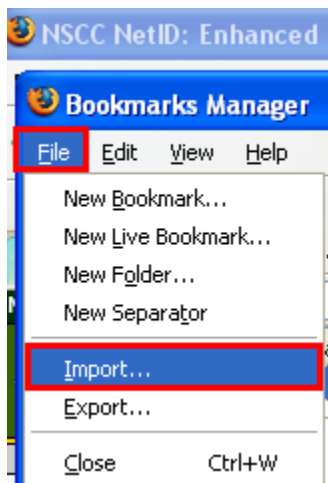 NSCC NetID: Enhanced
Bookmarks Manager
File Edit View Help
New Bookmark...
New Live Bookmark...
New Folder...
New Separator
Import...
Export...
Close Ctrl+W